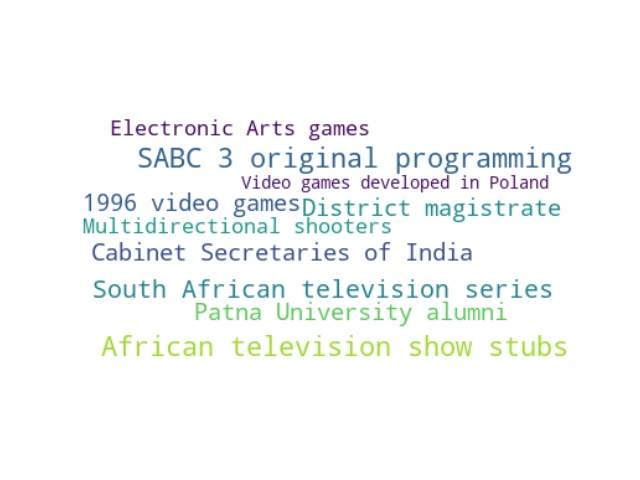 Electronic Arts games
SABC 3 original programming
Video games developed in Poland
1996 video games
District magistrate
Multidirectional shooters
Cabinet Secretaries of India
South African television series
Patna University alumni
African television show stubs